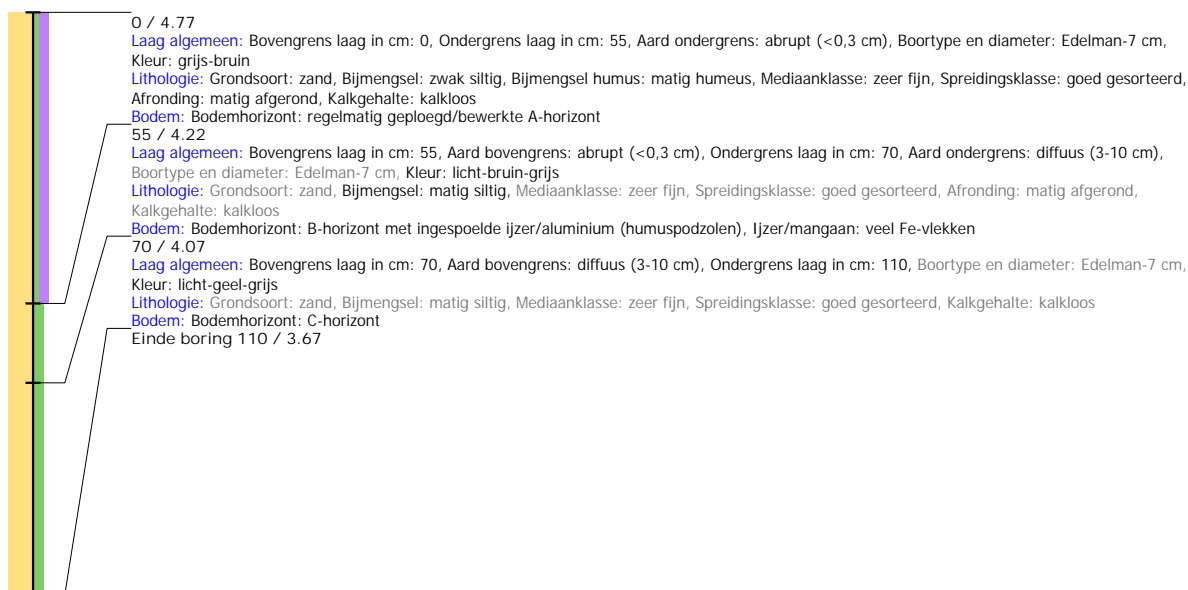 0 / 4.77
Laag algemeen: Bovengrens laag in cm: 0, Ondergrens laag in cm: 55, Aard ondergrens: abrupt (<0,3 cm), Boortype en diameter: Edelman-7 cm,
Kleur: grijs-bruin
Lithologie: Grondsoort: zand, Bijmengsel: zwak siltig, Bijmengsel humus: matig humeus, Mediaanklasse: zeer fijn, Spreidingsklasse: goed gesorteerd,
Afronding: matig afgerond, Kalkgehalte: kalkloos
Bodem: Bodemhorizont: regelmatig geploegd/bewerkte A-horizont
55 / 4.22
Laag algemeen: Bovengrens laag in cm: 55, Aard bovengrens: abrupt (<0,3 cm), Ondergrens laag in cm: 70, Aard ondergrens: diffuus (3-10 cm),
Boortype en diameter: Edelman-7 cm, Kleur: licht-bruin-grijs
Lithologie: Grondsoort: zand, Bijmengsel: matig siltig, Mediaanklasse: zeer fijn, Spreidingsklasse: goed gesorteerd, Afronding: matig afgerond,
Kalkgehalte: kalkloos
Bodem: Bodemhorizont: B-horizont met ingespoelde ijzer/aluminium (humuspodzolen), Ijzer/mangaan: veel Fe-vlekken
70 / 4.07
Laag algemeen: Bovengrens laag in cm: 70, Aard bovengrens: diffuus (3-10 cm), Ondergrens laag in cm: 110, Boortype en diameter: Edelman-7 cm,
Kleur: licht-geel-grijs
Lithologie: Grondsoort: zand, Bijmengsel: matig siltig, Mediaanklasse: zeer fijn, Spreidingsklasse: goed gesorteerd, Kalkgehalte: kalkloos
Bodem: Bodemhorizont: C-horizont
Einde boring 110 / 3.67